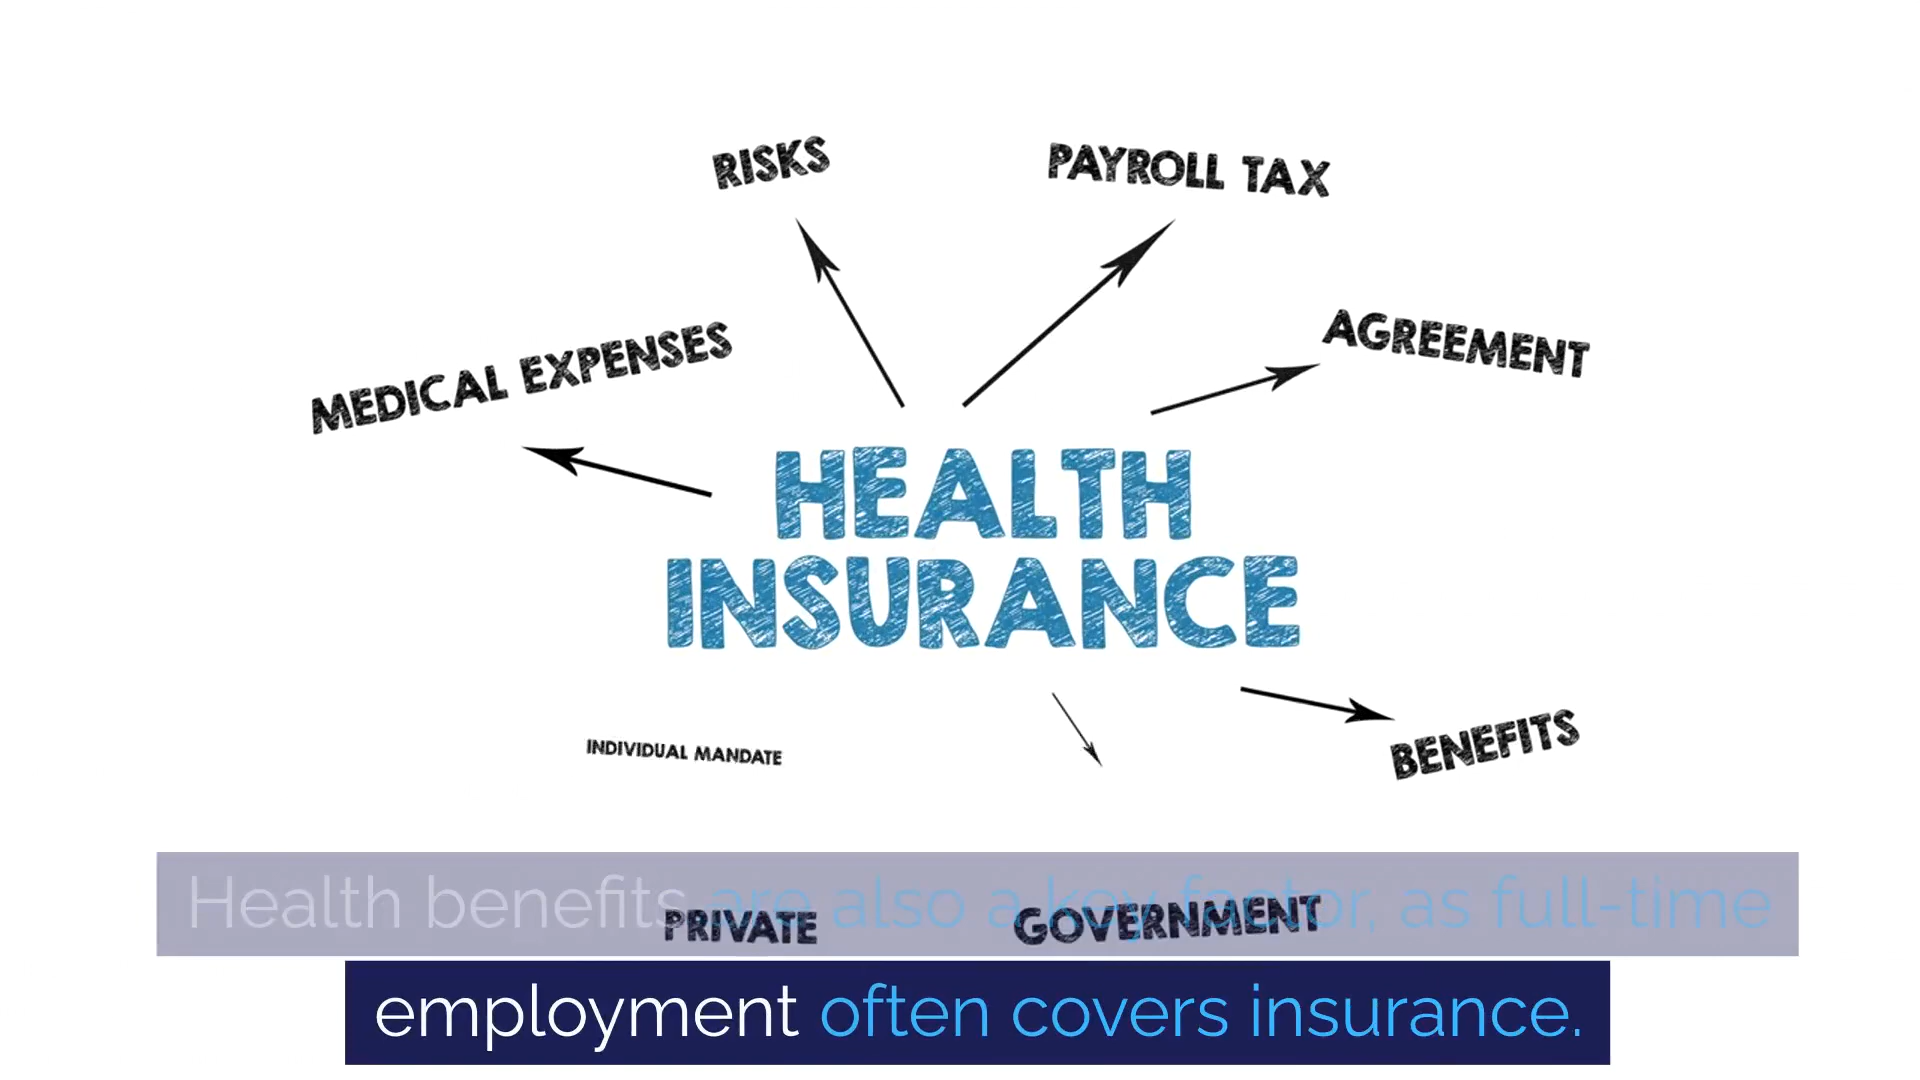 RISKS
PAYROLL TAX
AGREEMENT
MEDICAL EXPENSES
HEALTH
INSURANCE
BENEFITS
INDIVIDUAL MANDATE
PRIVATE
GOVERNMENT
Health benefits are also a key factor, as full-time
employment often covers insurance.